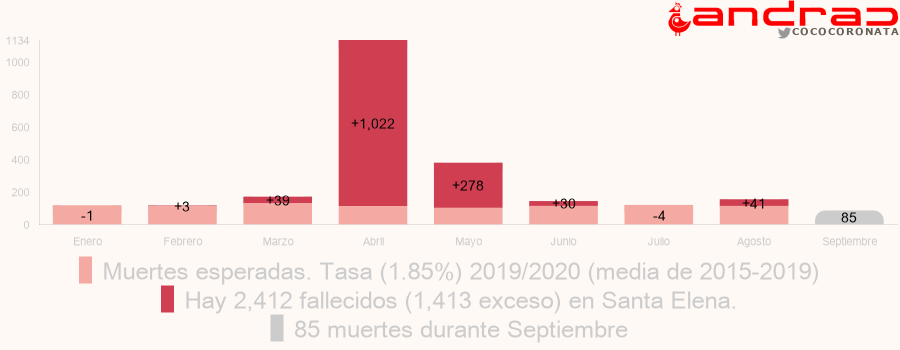 andrac
COCOCORONATA
1134
1000
800
600
400
200
0
-1
+3
+39
+1,022
+278
+30
-4
+41
85
Enero Febrero Marzo Abril Mayo Junio Julio Agosto Septiembre
Muertes esperadas. Tasa (1.85%) 2019/2020 (media de 2015-2019)
Hay 2,412 fallecidos (1,413 exceso) en Santa Elena.
85 muertes durante Septiembre